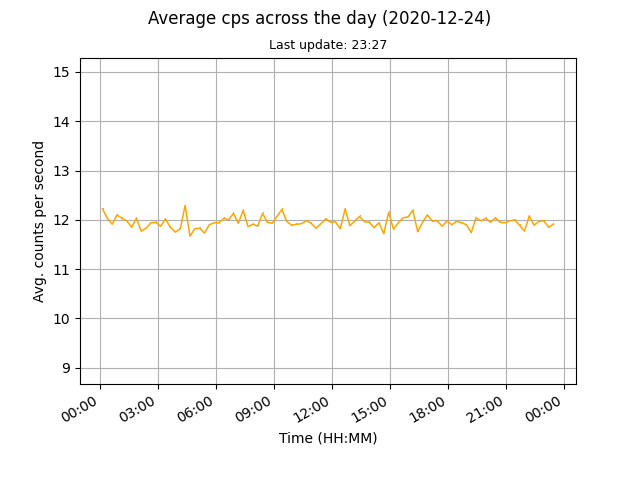 Average cps across the day (2020-12-24)
Last update: 23:27
15
14
13
12
11
10
9
Avg. counts per second
00:00 03:00 06:00 09:00 12:00 15:00 18:00 21:00 00:00
Time (HH:MM)